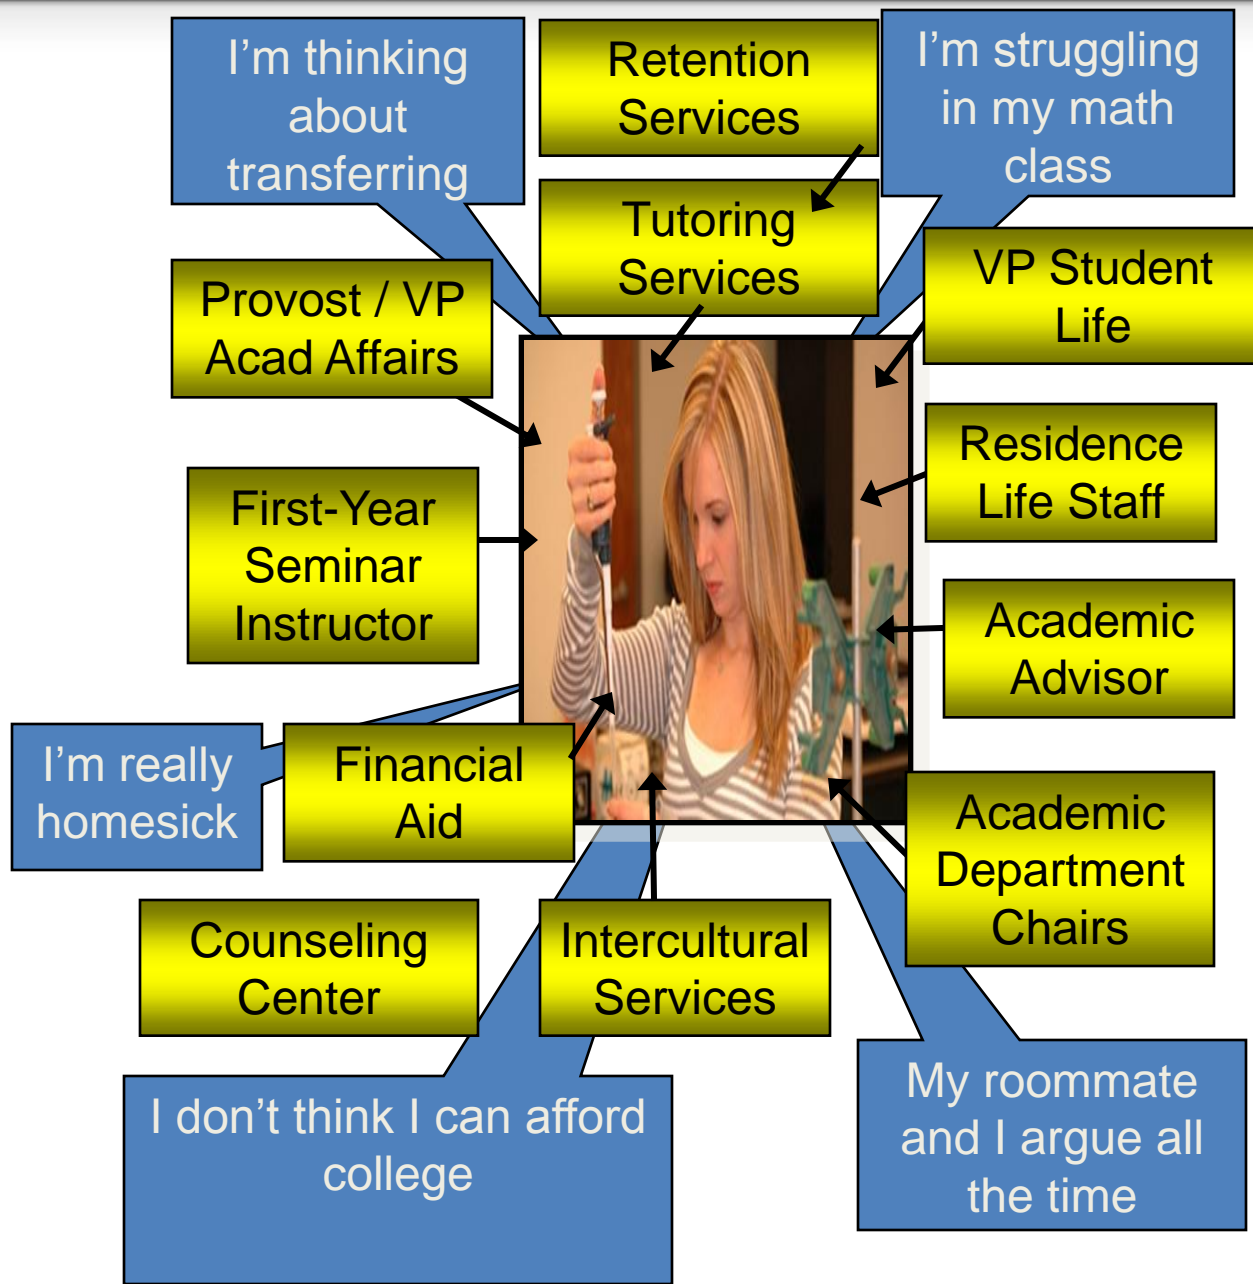 I’m thinking
about
transferring
Retention
Services
I’m struggling
in my math
class
Tutoring
Services
Provost / VP
Acad Affairs
VP Student
Life
First-Year
Seminar
Instructor
Residence
Life Staff
Academic
Advisor
I’m really
homesick
Financial
Aid
Academic
Department
Chairs
Counseling
Center
Intercultural
Services
I don’t think I can afford
college
My roommate
and I argue all
the time